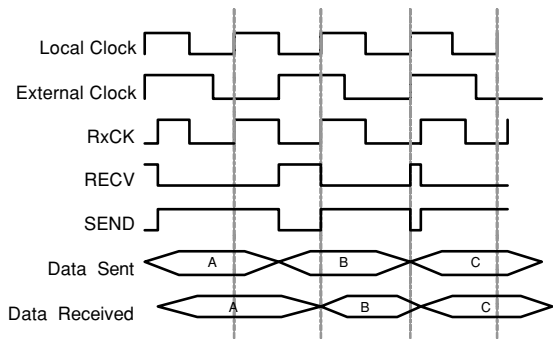 Local Clock
External Clock
RxCK
RECV
SEND
Data Sent A B C
Data Received A B C